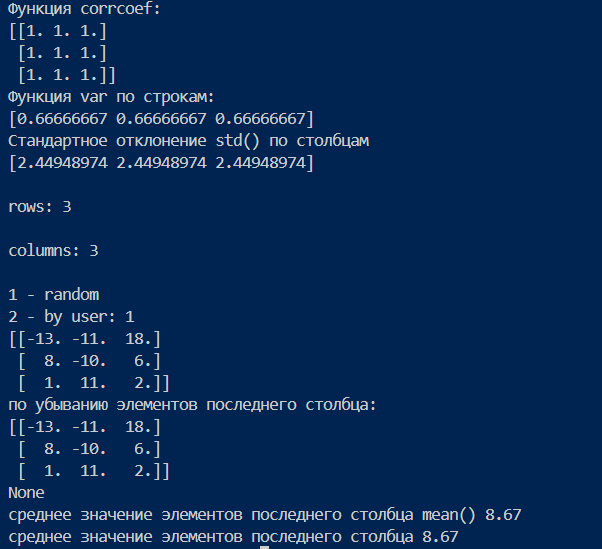 Функция corrcoef:
[[1. 1. 1.]
 [1. 1. 1.]
 [1. 1. 1.]]
Функция var по строкам:
[0.66666667 0.66666667 0.66666667]
Стандартное отклонение std() по столбцам
[2.44948974 2.44948974 2.44948974]
rows: 3
columns: 3
1 - random
2 - by user: 1
[[-13. -11.  18.]
 [  8. -10.   6.]
 [  1.  11.   2.]]
по убыванию элементов последнего столбца:
[[-13. -11.  18.]
 [  8. -10.   6.]
 [  1.  11.   2.]]
None
среднее значение элементов последнего столбца mean() 8.67
среднее значение элементов последнего столбца 8.67